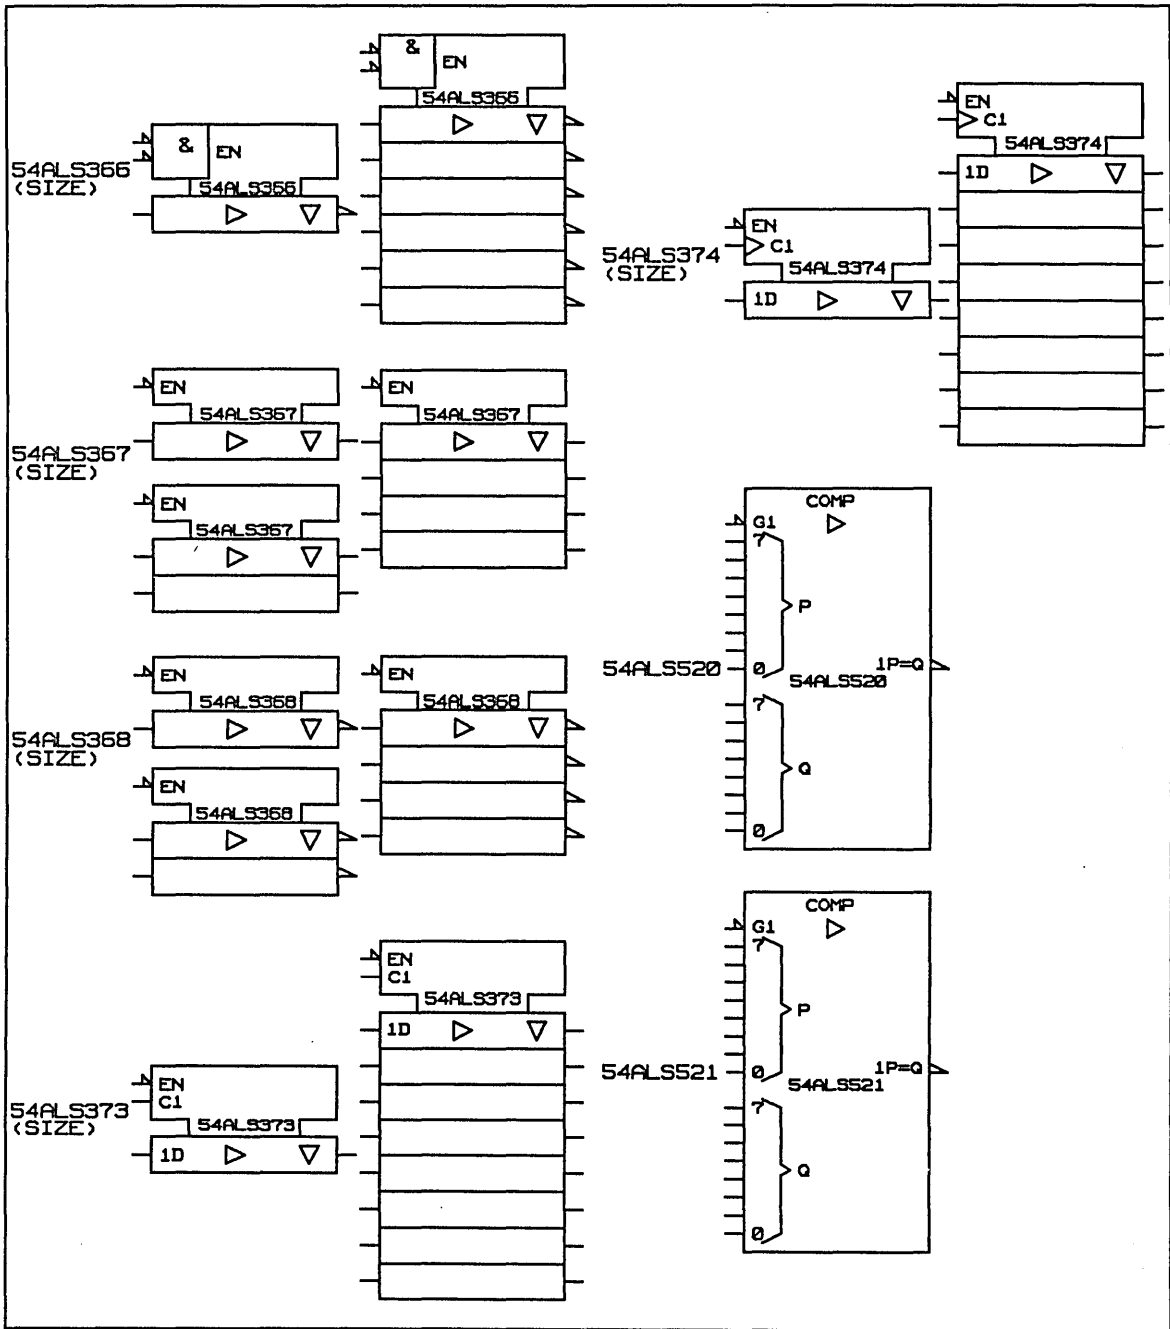 &
EN
54ALS366
&
EN
54ALS366
(SIZE)
54ALS366
EN
C1
54ALS374
1D
EN
C1
54ALS374
(SIZE)
54ALS374
1D
EN
54ALS367
EN
54ALS367
54ALS367
(SIZE)
EN
54ALS367
COMP
G1
7
P
0
54ALS520
1P=Q
54ALS520
7
Q
0
EN
54ALS368
EN
54ALS368
54ALS368
(SIZE)
EN
54ALS368
COMP
G1
7
P
0
54ALS521
1P=Q
54ALS521
7
Q
0
EN
C1
54ALS373
1D
EN
C1
54ALS373
(SIZE)
54ALS373
1D